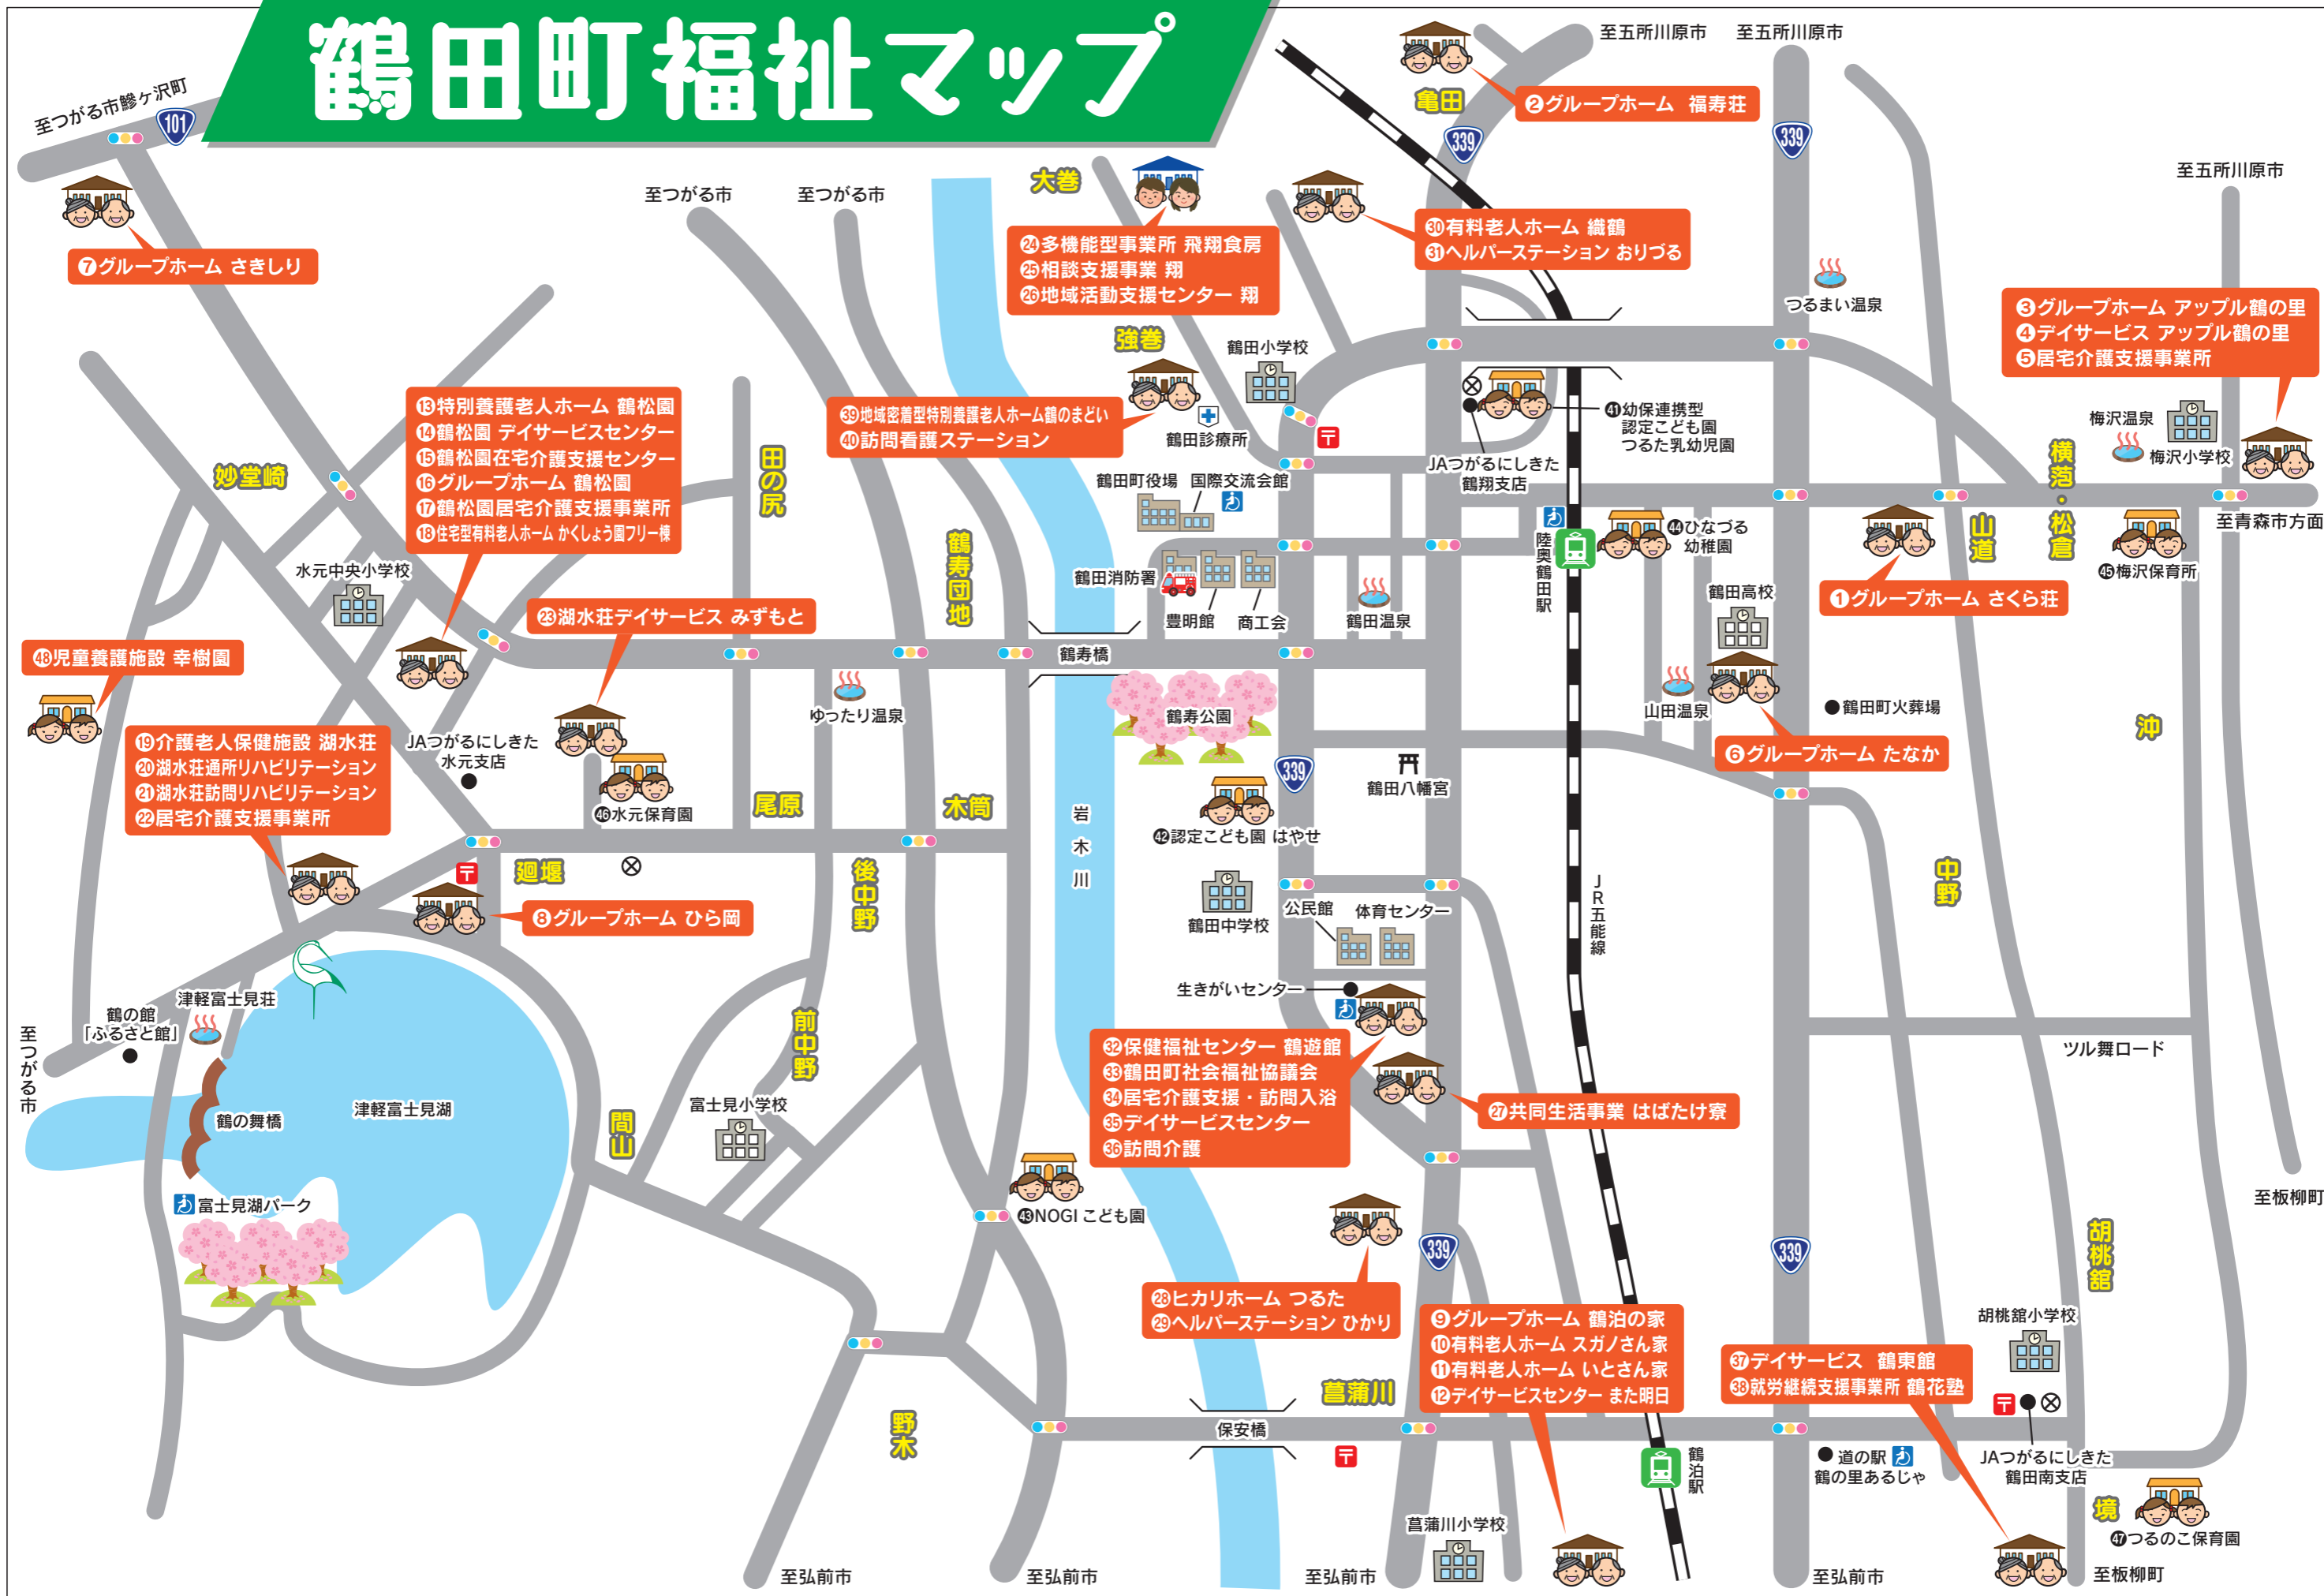 鶴田町福祉マップ
至つがる市鰺ヶ沢町
101
至五所川原市
至五所川原市
亀田
②グループホーム 福寿荘
339
339
至つがる市
至つがる市
大巻
至五所川原市
⑦グループホーム さきしり
㉔多機能型事業所 飛翔食房
㉕相談支援事業 翔
㉖地域活動支援センター 翔
㉚有料老人ホーム 織鶴
㉛ヘルパーステーション おりづる
つるまい温泉
③グループホーム アップル鶴の里
④デイサービス アップル鶴の里
⑤居宅介護支援事業所
強巻
鶴田小学校
⑬特別養護老人ホーム 鶴松園
⑭鶴松園 デイサービスセンター
⑮鶴松園在宅介護支援センター
⑯グループホーム 鶴松園
⑰鶴松園居宅介護支援事業所
⑱住宅型有料老人ホーム かくしょう園フリー棟
㊴地域密着型特別養護老人ホーム鶴のまどい
㊵訪問看護ステーション
鶴田診療所
〒
㊶幼保連携型
認定こども園
つるた乳幼児園
JAつがるにしきた
鶴翔支店
梅沢温泉
梅沢小学校
横萢・松倉
妙堂崎
田の尻
鶴田町役場
国際交流会館
至青森市方面
山道
陸奥鶴田駅
㊹ひなづる
幼稚園
㊺梅沢保育所
①グループホーム さくら荘
鶴寿団地
水元中央小学校
鶴田消防署
豊明館
商工会
鶴田温泉
鶴田高校
㉓湖水荘デイサービス みずもと
㊽児童養護施設 幸樹園
鶴寿橋
ゆったり温泉
鶴寿公園
山田温泉
鶴田町火葬場
沖
⑲介護老人保健施設 湖水荘
⑳湖水荘通所リハビリテーション
㉑湖水荘訪問リハビリテーション
㉒居宅介護支援事業所
JAつがるにしきた
水元支店
⑥グループホーム たなか
339
鶴田八幡宮
㊻水元保育園
尾原
木筒
岩木川
㊷認定こども園 はやせ
〒
廻堰
後中野
中野
⑧グループホーム ひら岡
鶴田中学校
公民館
体育センター
JR五能線
生きがいセンター
津軽富士見荘
鶴の館
「ふるさと館」
至つがる市
前中野
㉜保健福祉センター 鶴遊館
㉝鶴田町社会福祉協議会
㉞居宅介護支援・訪問入浴
㉟デイサービスセンター
㊱訪問介護
ツル舞ロード
鶴の舞橋
津軽富士見湖
間山
富士見小学校
㉗共同生活事業 はばたけ寮
富士見湖パーク
㊸NOGI こども園
至板柳町
胡桃舘
339
339
㉘ヒカリホーム つるた
㉙ヘルパーステーション ひかり
⑨グループホーム 鶴泊の家
⑩有料老人ホーム スガノさん家
⑪有料老人ホーム いとさん家
⑫デイサービスセンター また明日
胡桃舘小学校
㊲デイサービス 鶴東館
㊳就労継続支援事業所 鶴花塾
菖蒲川
野木
保安橋
〒
鶴泊駅
道の駅
鶴の里あるじゃ
〒
JAつがるにしきた
鶴田南支店
境
㊼つるのこ保育園
菖蒲川小学校
至弘前市
至弘前市
至弘前市
至弘前市
至板柳町